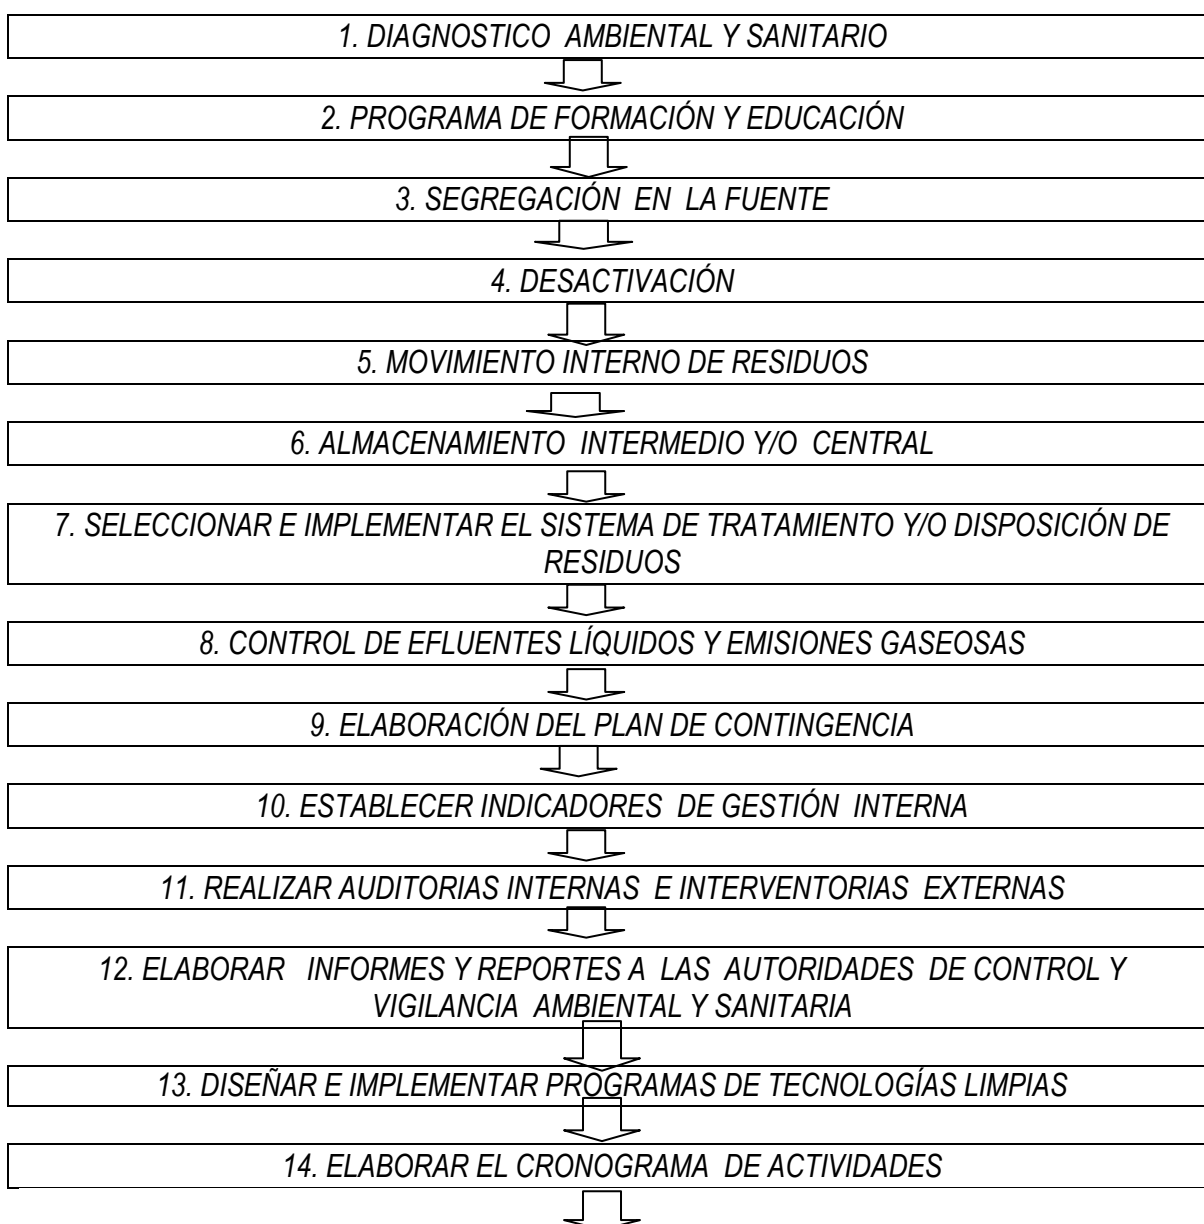 1. DIAGNOSTICO AMBIENTAL Y SANITARIO
2. PROGRAMA DE FORMACIÓN Y EDUCACIÓN
3. SEGREGACIÓN EN LA FUENTE
4. DESACTIVACIÓN
5. MOVIMIENTO INTERNO DE RESIDUOS
6. ALMACENAMIENTO INTERMEDIO Y/O CENTRAL
7. SELECCIONAR E IMPLEMENTAR EL SISTEMA DE TRATAMIENTO Y/O DISPOSICIÓN DE
RESIDUOS
8. CONTROL DE EFLUENTES LÍQUIDOS Y EMISIONES GASEOSAS
9. ELABORACIÓN DEL PLAN DE CONTINGENCIA
10. ESTABLECER INDICADORES DE GESTIÓN INTERNA
11. REALIZAR AUDITORIAS INTERNAS E INTERVENTORIAS EXTERNAS
12. ELABORAR INFORMES Y REPORTES A LAS AUTORIDADES DE CONTROL Y
VIGILANCIA AMBIENTAL Y SANITARIA
13. DISEÑAR E IMPLEMENTAR PROGRAMAS DE TECNOLOGÍAS LIMPIAS
14. ELABORAR EL CRONOGRAMA DE ACTIVIDADES